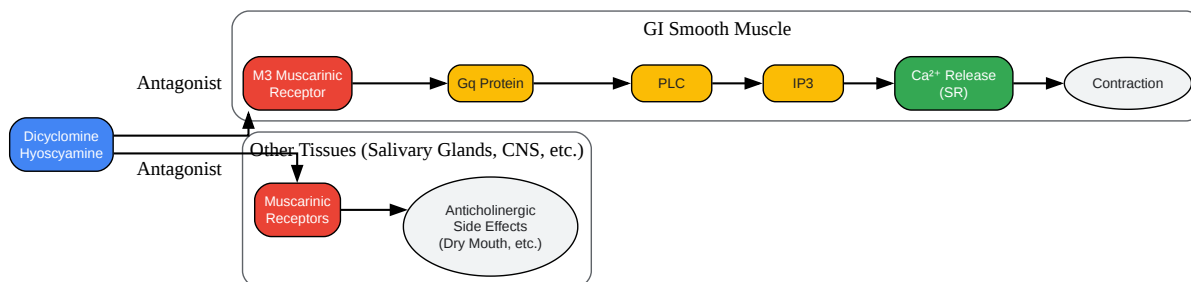 GI Smooth Muscle
Antagonist
M3 Muscarinic
Receptor
Gq Protein
PLC
IP3
Ca²⁺ Release
(SR)
Contraction
Dicyclomine
Hyoscyamine
Antagonist
Other Tissues (Salivary Glands, CNS, etc.)
Muscarinic
Receptors
Anticholinergic
Side Effects
(Dry Mouth, etc.)